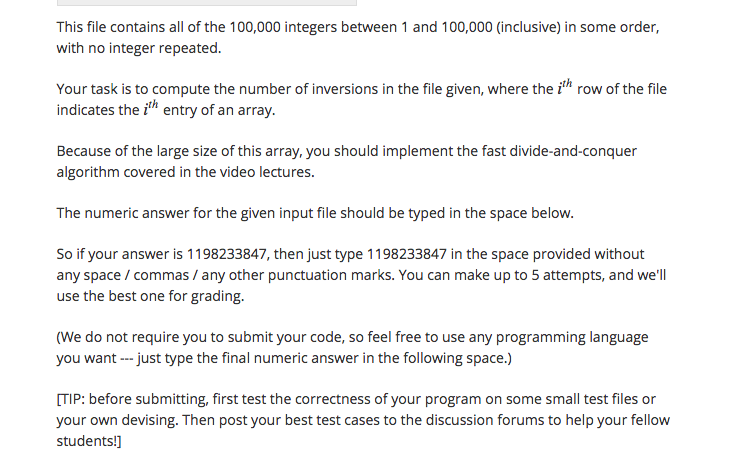 This file contains all of the 100,000 integers between 1 and 100,000 (inclusive) in some order,
with no integer repeated.
Your task is to compute the number of inversions in the file given, where the i^th row of the file
indicates the i^th entry of an array.
Because of the large size of this array, you should implement the fast divide-and-conquer
algorithm covered in the video lectures.
The numeric answer for the given input file should be typed in the space below.
So if your answer is 1198233847, then just type 1198233847 in the space provided without
any space / commas / any other punctuation marks. You can make up to 5 attempts, and we'll
use the best one for grading.
(We do not require you to submit your code, so feel free to use any programming language
you want --- just type the final numeric answer in the following space.)
[TIP: before submitting, first test the correctness of your program on some small test files or
your own devising. Then post your best test cases to the discussion forums to help your fellow
students!]